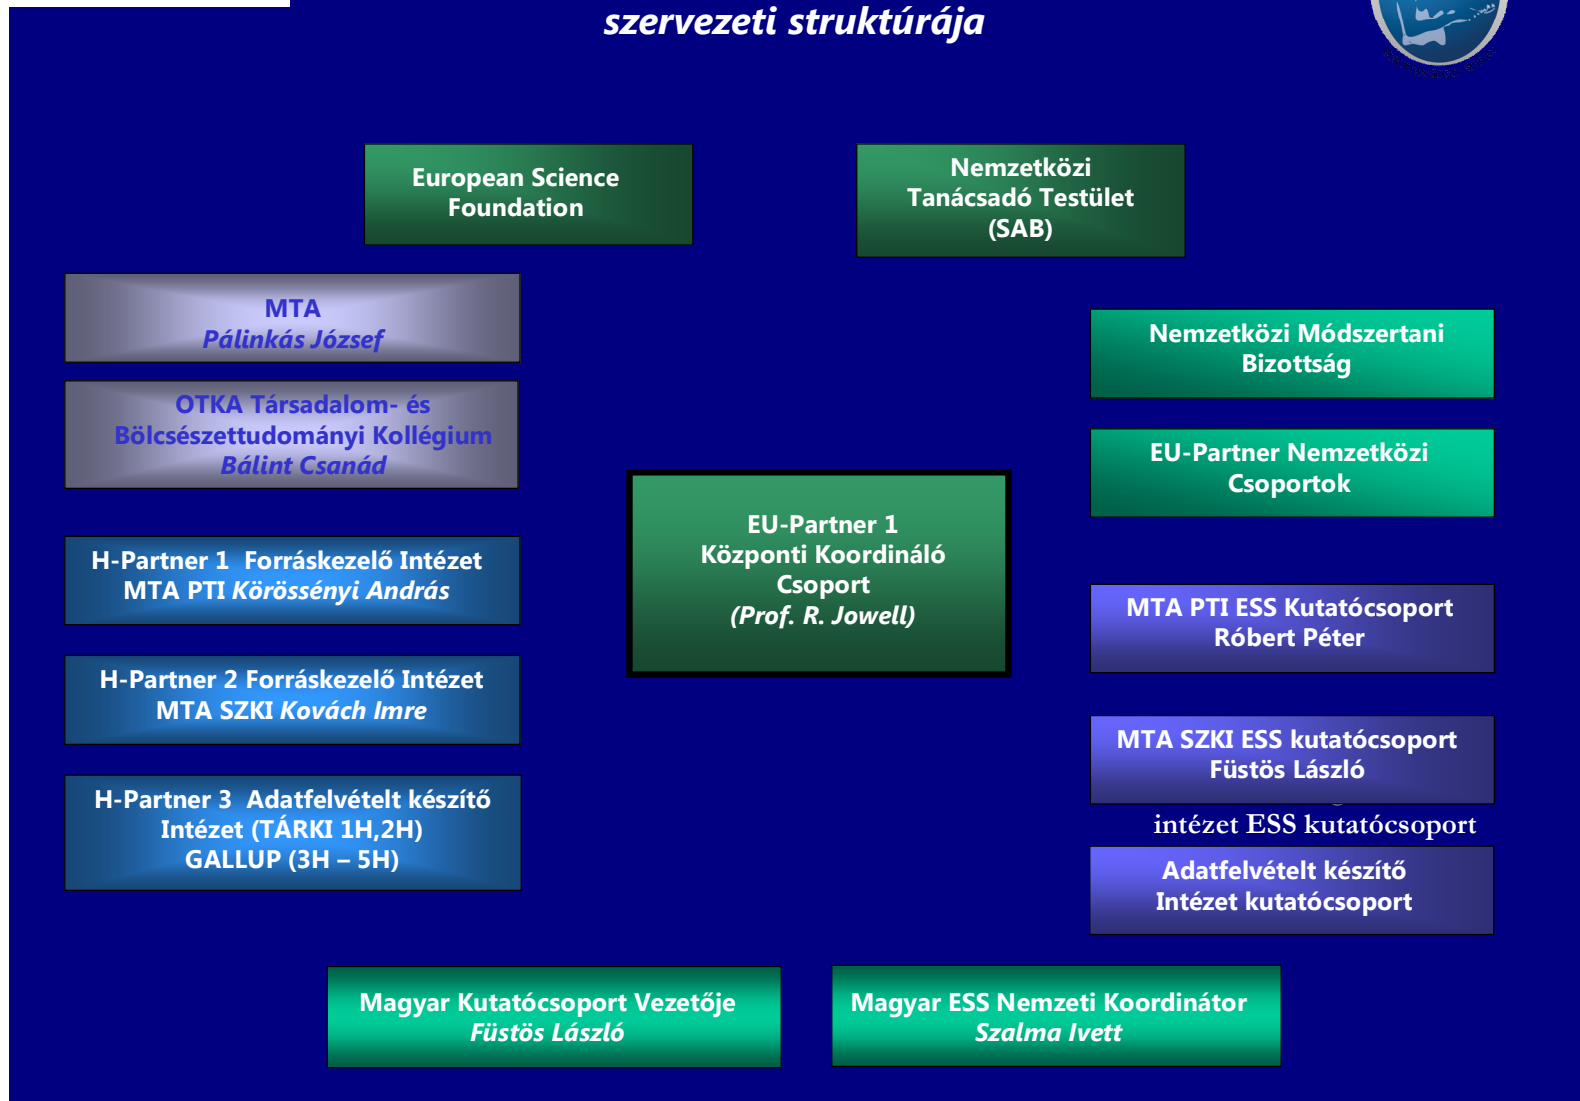 szervezeti struktúrája
European Science
Foundation
Nemzetközi
Tanácsadó Testület
(SAB)
MTA
Pálinkás József
OTKA Társadalom- és
Bölcsészettudományi Kollégium
Bálint Csanád
H-Partner 1  Forráskezelő Intézet
MTA PTI Körössényi András
H-Partner 2 Forráskezelő Intézet
MTA SZKI Kovách Imre
H-Partner 3  Adatfelvételt készítő
Intézet (TÁRKI 1H,2H)
GALLUP (3H – 5H)
EU-Partner 1
Központi Koordináló
Csoport
(Prof. R. Jowell)
Nemzetközi Módszertani
Bizottság
EU-Partner Nemzetközi
Csoportok
MTA PTI ESS Kutatócsoport
Róbert Péter
MTA SZKI ESS kutatócsoport
Füstös László
intézet ESS kutatócsoport
Adatfelvételt készítő
Intézet kutatócsoport
Magyar Kutatócsoport Vezetője
Füstös László
Magyar ESS Nemzeti Koordinátor
Szalma Ivett